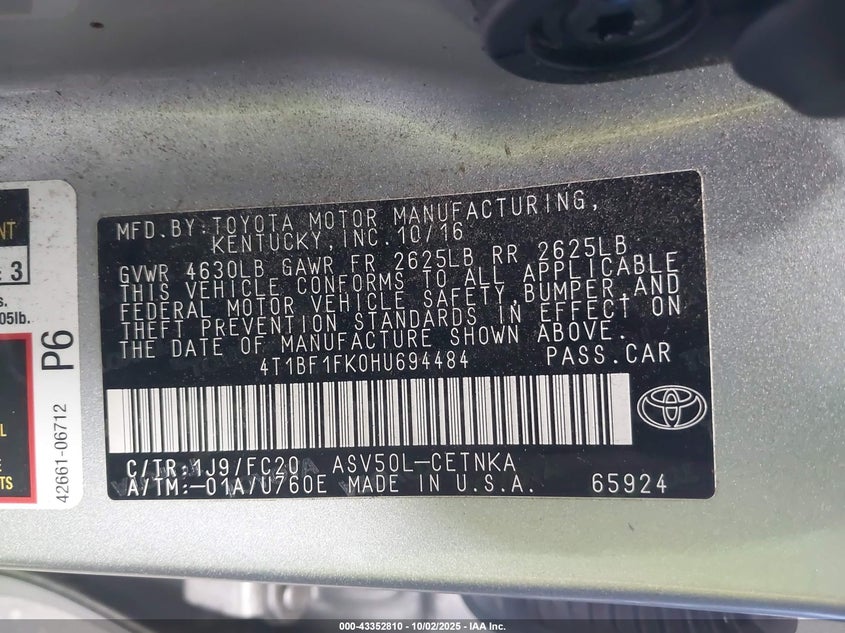 MFD.BY:TOYOTA MOTOR MANUFACTURING,
KENTUCKY,INC.10/16
GVWR 4630LB GAWR FR 2625LB RR 2625LB
THIS VEHICLE CONFORMS TO ALL APPLICABLE
FEDERAL MOTOR VEHICLE SAFETY,BUMPER,AND
THEFT PREVENTION STANDARDS IN EFFECT ON
THE DATE OF MANUFACTURE SHOWN ABOVE.
4T1BF1FK0HU694484 PASS.CAR
C/TR:1J9/FC20 ASV50L-CETNKA
A/TM:-01A/U760E MADE IN U.S.A. 65924
3
05lb.
P6
42661-06712
000-43352810 - 10/02/2025 - IAA Inc.